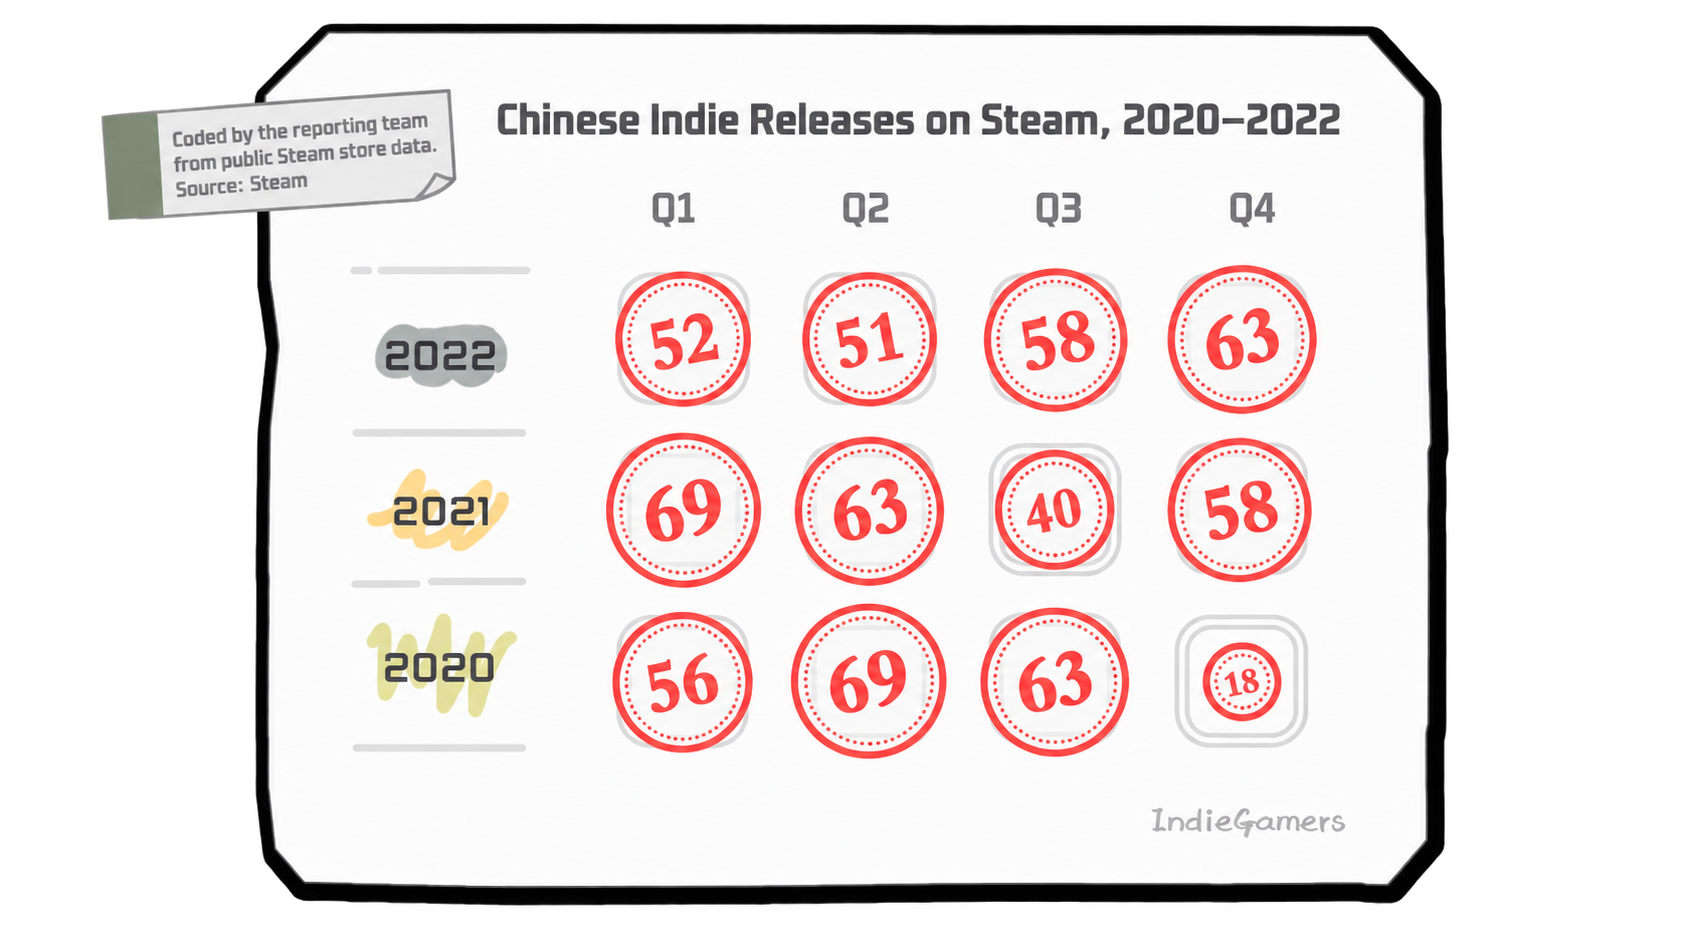 Coded by the reporting team
from public Steam store data.
Source: Steam
Chinese Indie Releases on Steam, 2020–2022
Q1 Q2 Q3 Q4
2022 52 51 58 63
2021 69 63 40 58
2020 56 69 63 18
IndieGamers